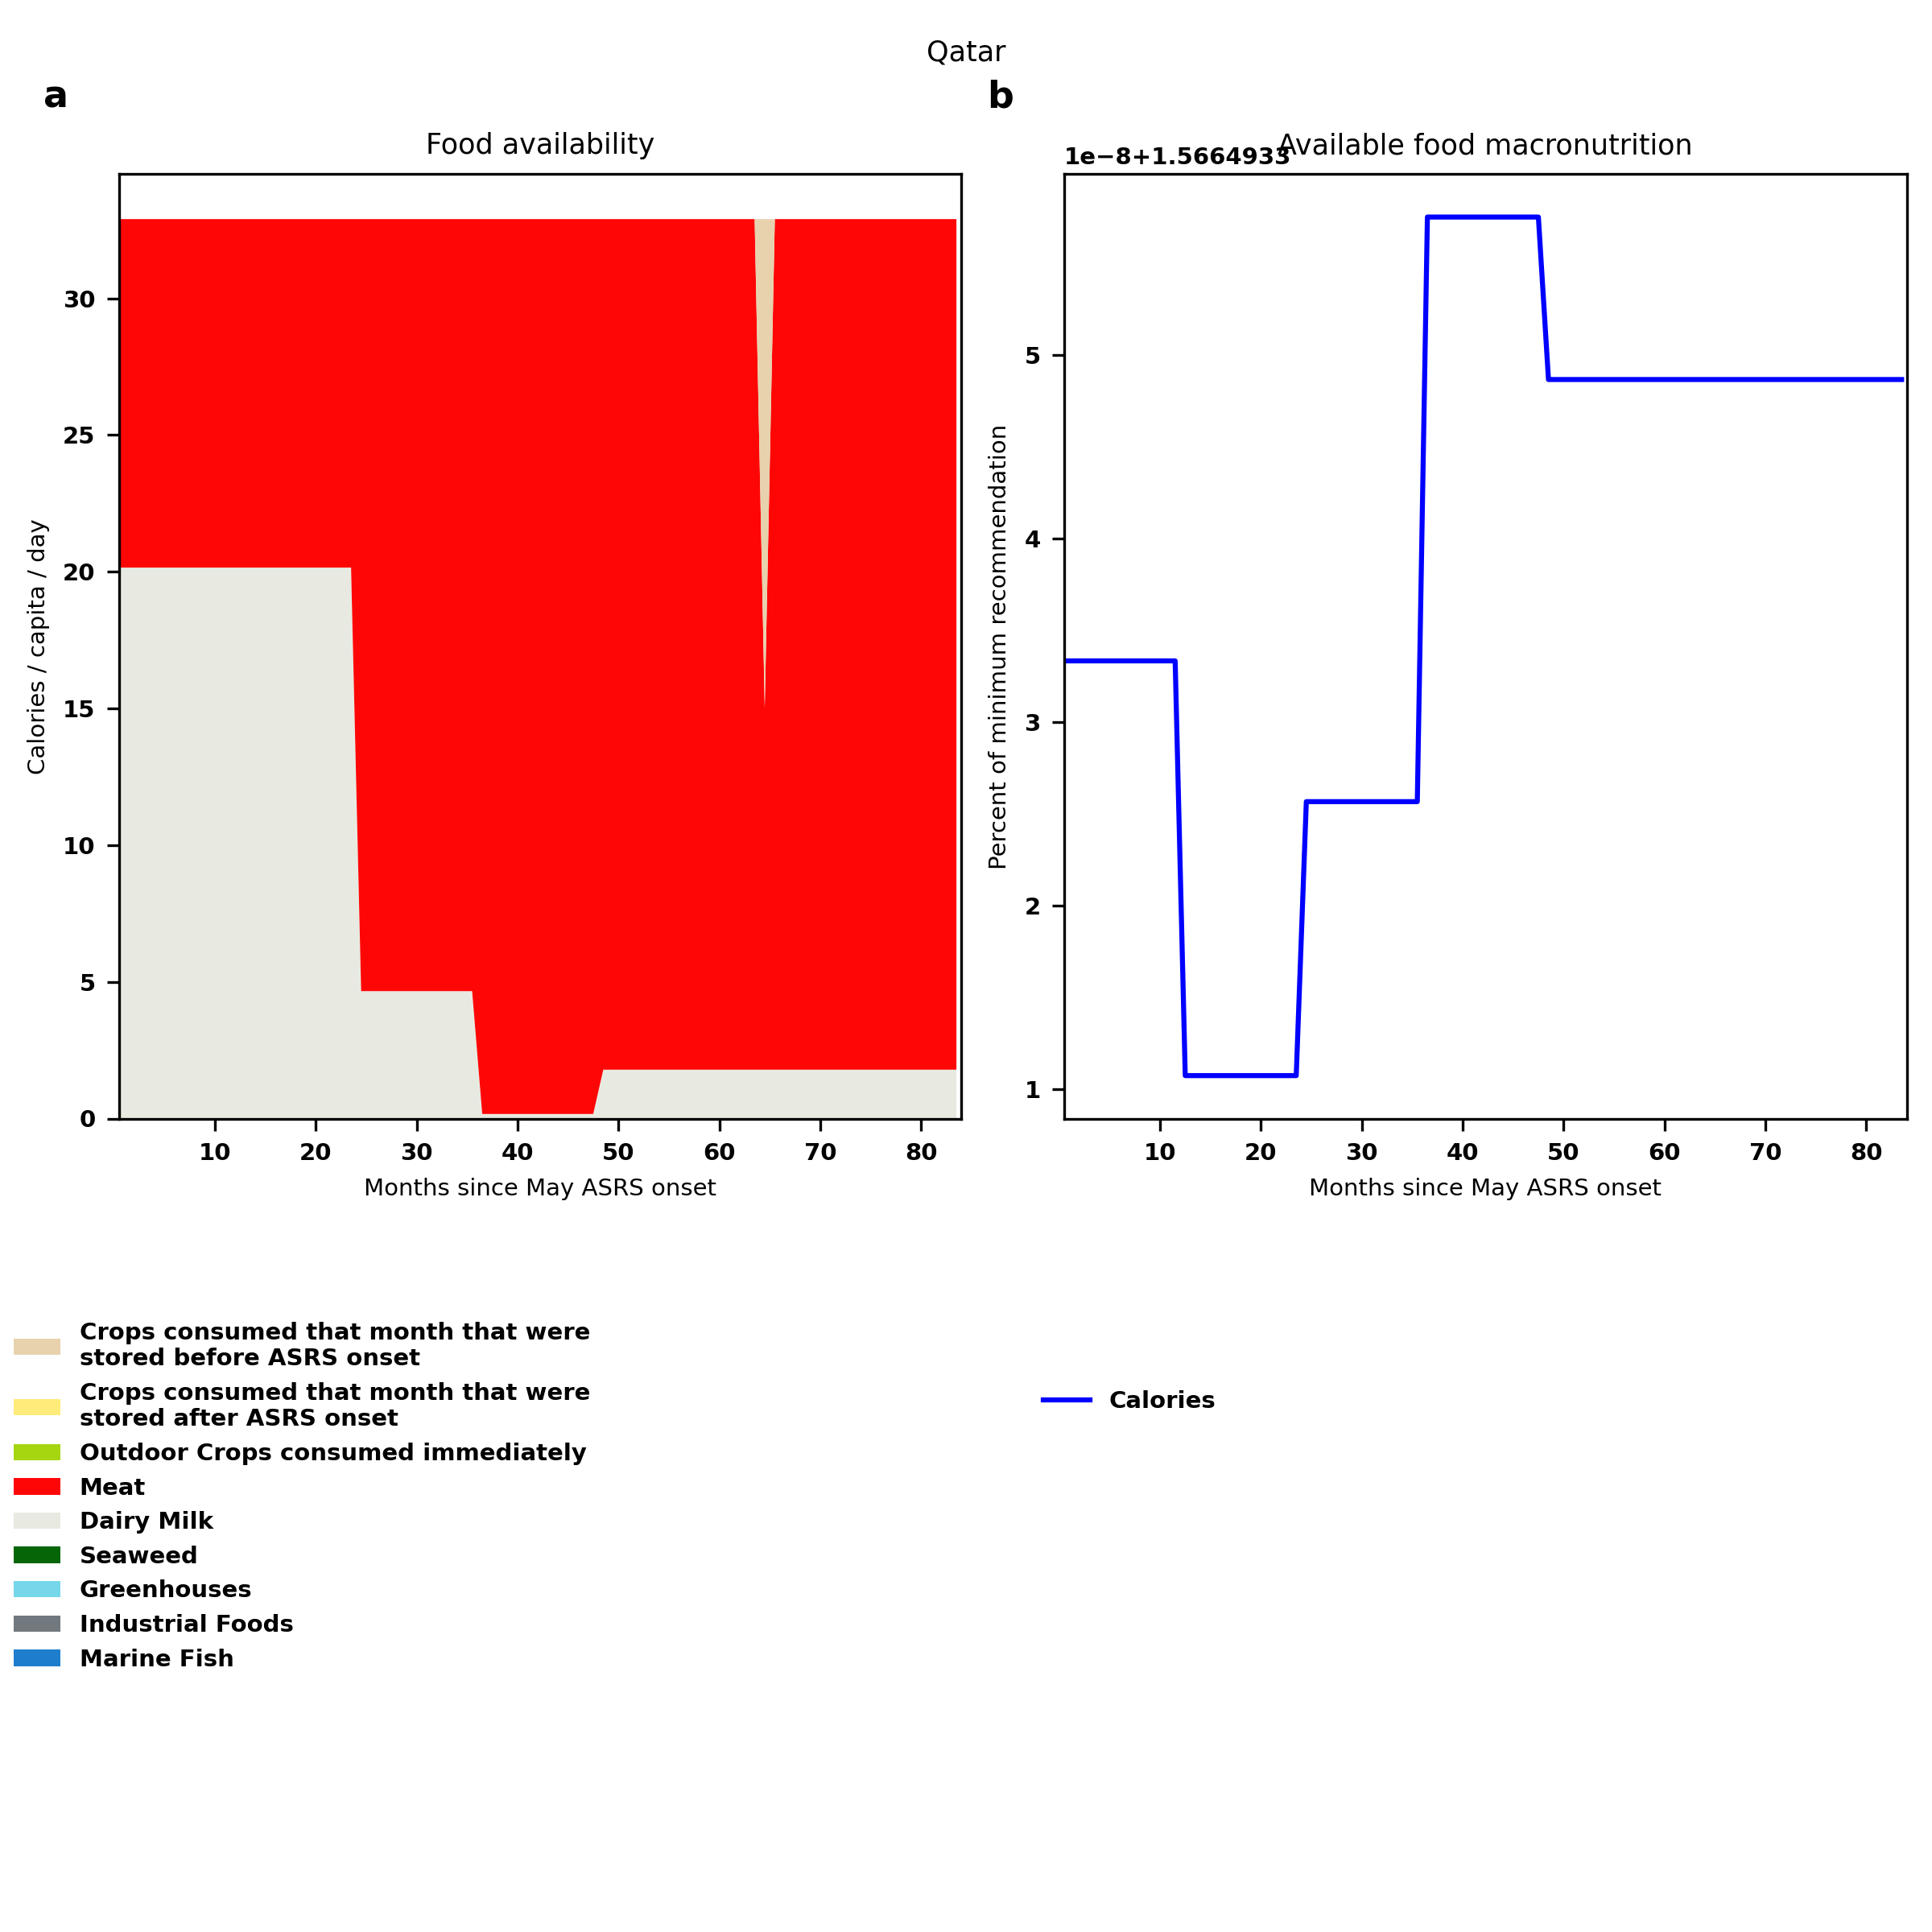 Qatar
a
Food availability
30
25
20
15
10
5
0
Calories / capita / day
10 20 30 40 50 60 70 80
Months since May ASRS onset
b
Available food macronutrition
1e−8+1.5664933
5
4
3
2
1
Percent of minimum recommendation
10 20 30 40 50 60 70 80
Months since May ASRS onset
Crops consumed that month that were
stored before ASRS onset
Crops consumed that month that were
stored after ASRS onset
Outdoor Crops consumed immediately
Meat
Dairy Milk
Seaweed
Greenhouses
Industrial Foods
Marine Fish
Calories